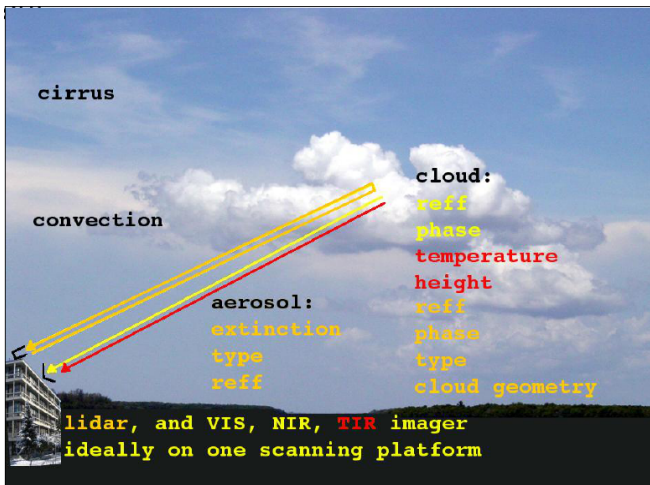 cirrus
convection
cloud:
reff
phase
temperature
height
reff
phase
type
cloud geometry
aerosol:
extinction
type
reff
lidar, and VIS, NIR, TIR imager
ideally on one scanning platform